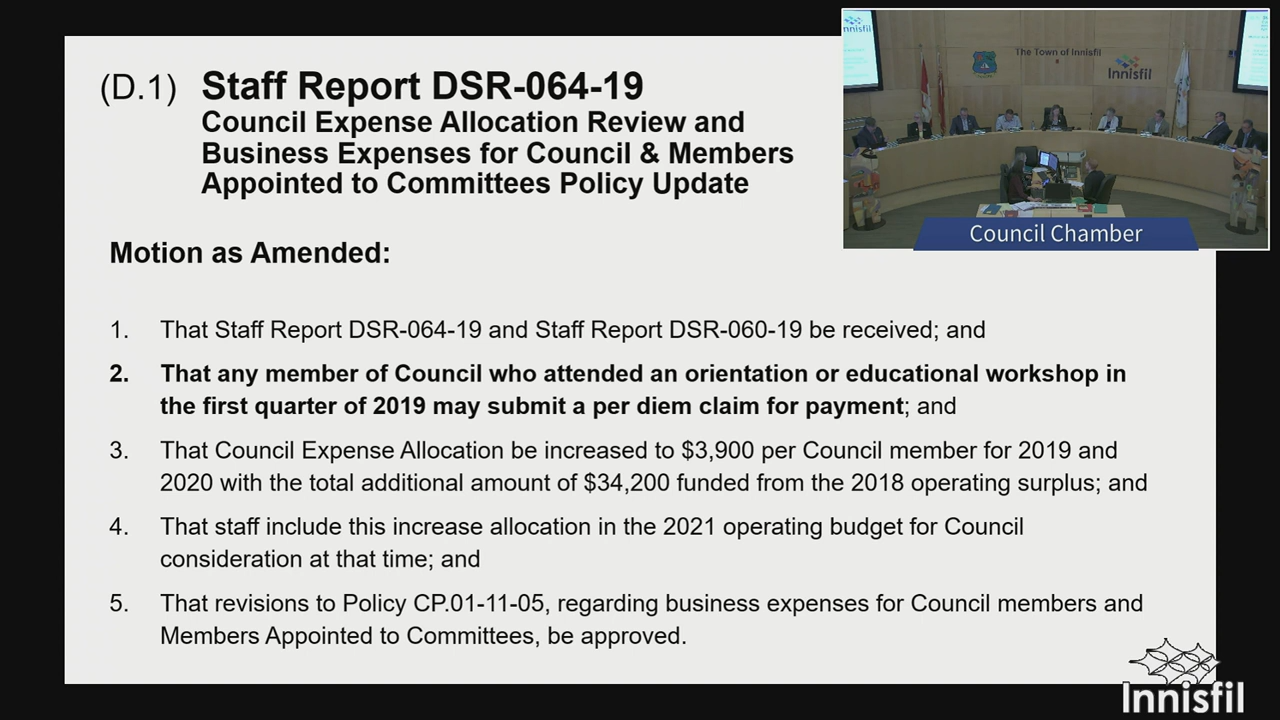 (D.1) Staff Report DSR-064-19
Council Expense Allocation Review and
Business Expenses for Council & Members
Appointed to Committees Policy Update
Innisfil
The Town of Innisfil
Innisfil
Council Chamber
Motion as Amended:
1. That Staff Report DSR-064-19 and Staff Report DSR-060-19 be received; and
2. That any member of Council who attended an orientation or educational workshop in
the first quarter of 2019 may submit a per diem claim for payment; and
3. That Council Expense Allocation be increased to $3,900 per Council member for 2019 and
2020 with the total additional amount of $34,200 funded from the 2018 operating surplus; and
4. That staff include this increase allocation in the 2021 operating budget for Council
consideration at that time; and
5. That revisions to Policy CP.01-11-05, regarding business expenses for Council members and
Members Appointed to Committees, be approved.
Innisfil